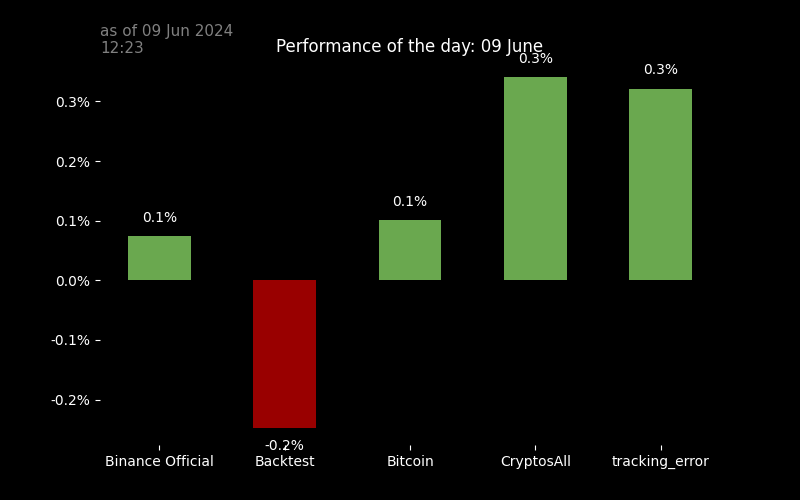 as of 09 Jun 2024
12:23
Performance of the day: 09 June
0.3%
0.3%
0.3%
0.2%
0.1%
0.1%
0.1%
0.0%
-0.1%
-0.2%
-0.2%
Binance Official
Backtest
Bitcoin
CryptosAll
tracking_error